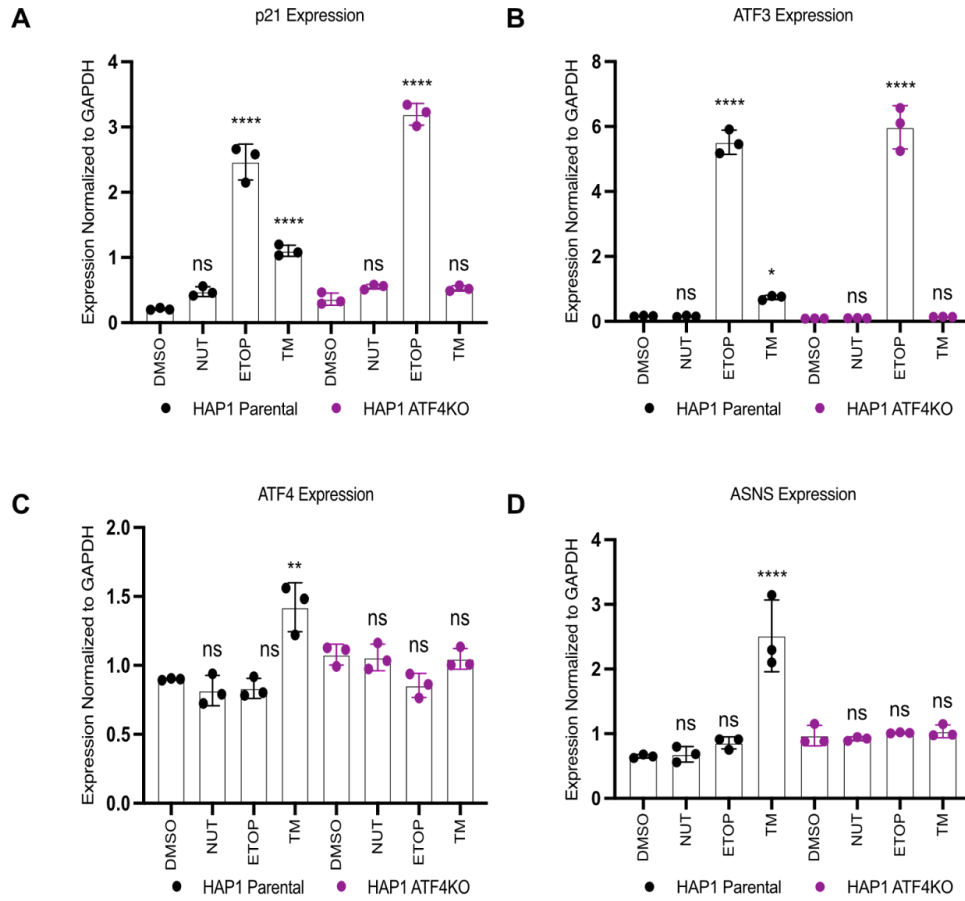 A
p21 Expression
Expression Normalized to GAPDH
4
3
2
1
0
ns
****
****
ns
****
ns
DMSO
NUT
ETOP
TM
DMSO
NUT
ETOP
TM
HAP1 Parental
HAP1 ATF4KO
B
ATF3 Expression
Expression Normalized to GAPDH
8
6
4
2
0
ns
****
*
ns
****
ns
DMSO
NUT
ETOP
TM
DMSO
NUT
ETOP
TM
HAP1 Parental
HAP1 ATF4KO
C
ATF4 Expression
Expression Normalized to GAPDH
2.0
1.5
1.0
0.5
0.0
ns
ns
**
ns
ns
ns
DMSO
NUT
ETOP
TM
DMSO
NUT
ETOP
TM
HAP1 Parental
HAP1 ATF4KO
D
ASNS Expression
Expression Normalized to GAPDH
4
3
2
1
0
ns
ns
****
ns
ns
ns
DMSO
NUT
ETOP
TM
DMSO
NUT
ETOP
TM
HAP1 Parental
HAP1 ATF4KO